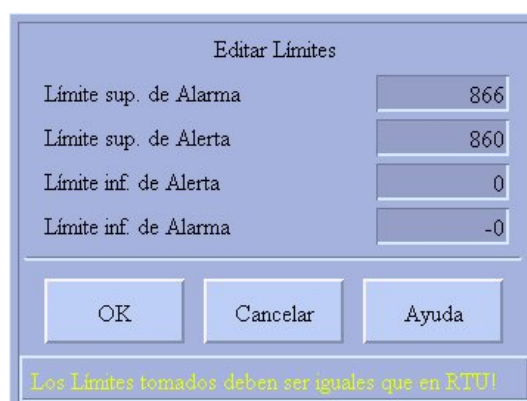 Editar Límites
Límite sup. de Alarma 866
Límite sup. de Alerta 860
Límite inf. de Alerta 0
Límite inf. de Alarma -0
OK Cancelar Ayuda
Los Límites tomados deben ser iguales que en RTU!